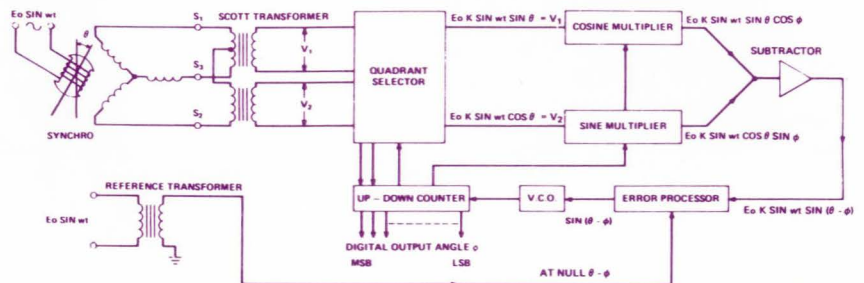 Eo SIN wt
θ
SYNCHRO
S1
S3
S2
SCOTT TRANSFORMER
V1
V2
QUADRANT SELECTOR
Eo K SIN wt SIN θ = V1
Eo K SIN wt COS θ = V2
COSINE MULTIPLIER
SINE MULTIPLIER
Eo K SIN wt SIN θ COS ϕ
Eo K SIN wt COS θ SIN ϕ
SUBTRACTOR
REFERENCE TRANSFORMER
Eo SIN wt
UP – DOWN COUNTER
V.C.O.
ERROR PROCESSOR
SIN (θ - ϕ)
Eo K SIN wt SIN (θ - ϕ)
DIGITAL OUTPUT ANGLE ϕ
MSB LSB
AT NULL θ - ϕ